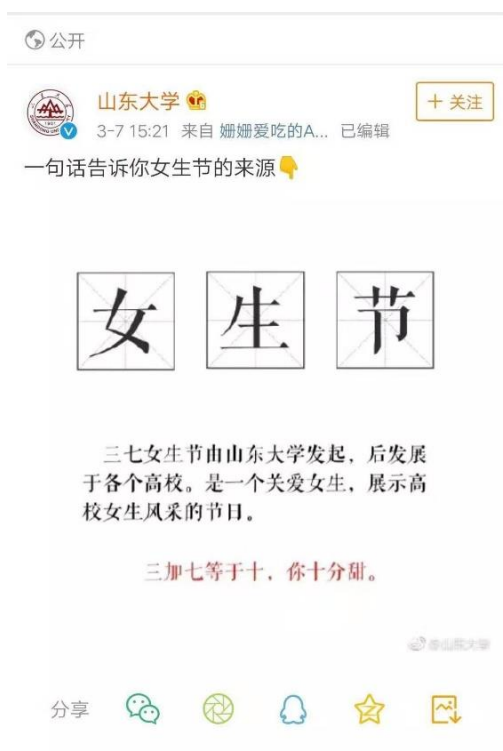 公开
山东大学
+ 关注
3-7 15:21 来自 姗姗爱吃的A... 已编辑
一句话告诉你女生节的来源👇
女 生 节
三七女生节由山东大学发起，后发展
于各个高校。是一个关爱女生，展示高
校女生风采的节日。
三加七等于十，你十分甜。
@山东大学
分享